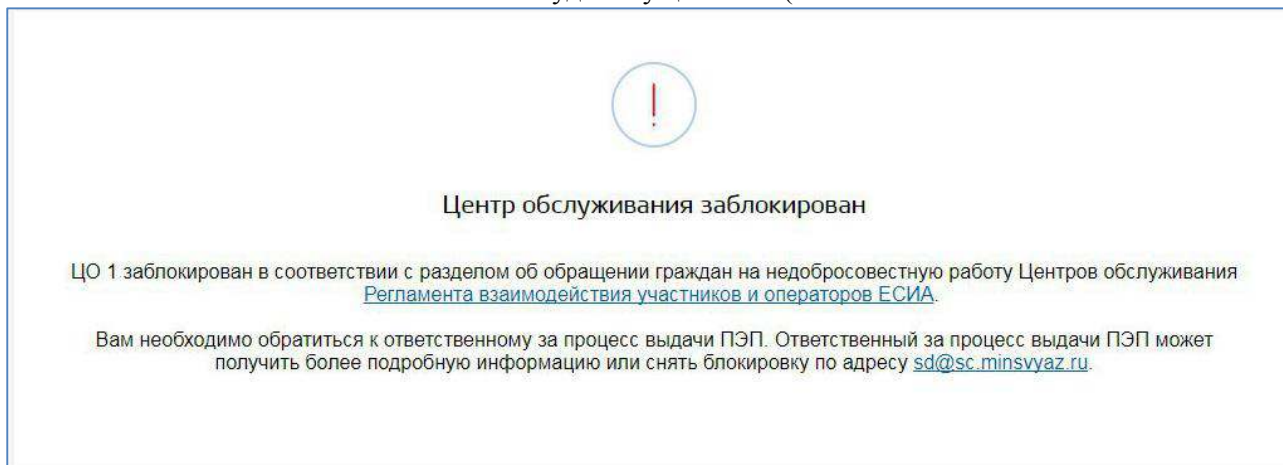 !
Центр обслуживания заблокирован
ЦО 1 заблокирован в соответствии с разделом об обращении граждан на недобросовестную работу Центров обслуживания
Регламента взаимодействия участников и операторов ЕСИА.
Вам необходимо обратиться к ответственному за процесс выдачи ПЭП. Ответственный за процесс выдачи ПЭП может
получить более подробную информацию или снять блокировку по адресу sd@sc.minsvyaz.ru.